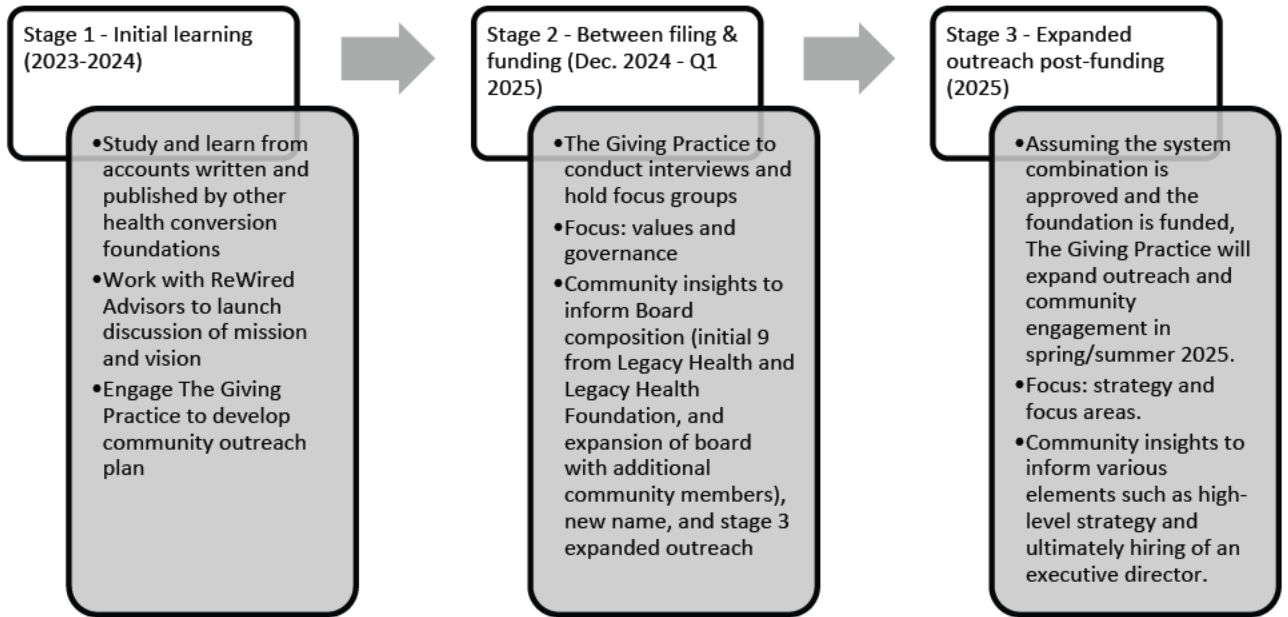 Stage 1 - Initial learning
(2023-2024)
•Study and learn from
accounts written and
published by other
health conversion
foundations
•Work with ReWired
Advisors to launch
discussion of mission
and vision
•Engage The Giving
Practice to develop
community outreach
plan
Stage 2 - Between filing &
funding (Dec. 2024 - Q1
2025)
•The Giving Practice to
conduct interviews and
hold focus groups
•Focus: values and
governance
•Community insights to
inform Board
composition (initial 9
from Legacy Health and
Legacy Health
Foundation, and
expansion of board
with additional
community members),
new name, and stage 3
expanded outreach
Stage 3 - Expanded
outreach post-funding
(2025)
•Assuming the system
combination is
approved and the
foundation is funded,
The Giving Practice will
expand outreach and
community
engagement in
spring/summer 2025.
•Focus: strategy and
focus areas.
•Community insights to
inform various
elements such as high-
level strategy and
ultimately hiring of an
executive director.